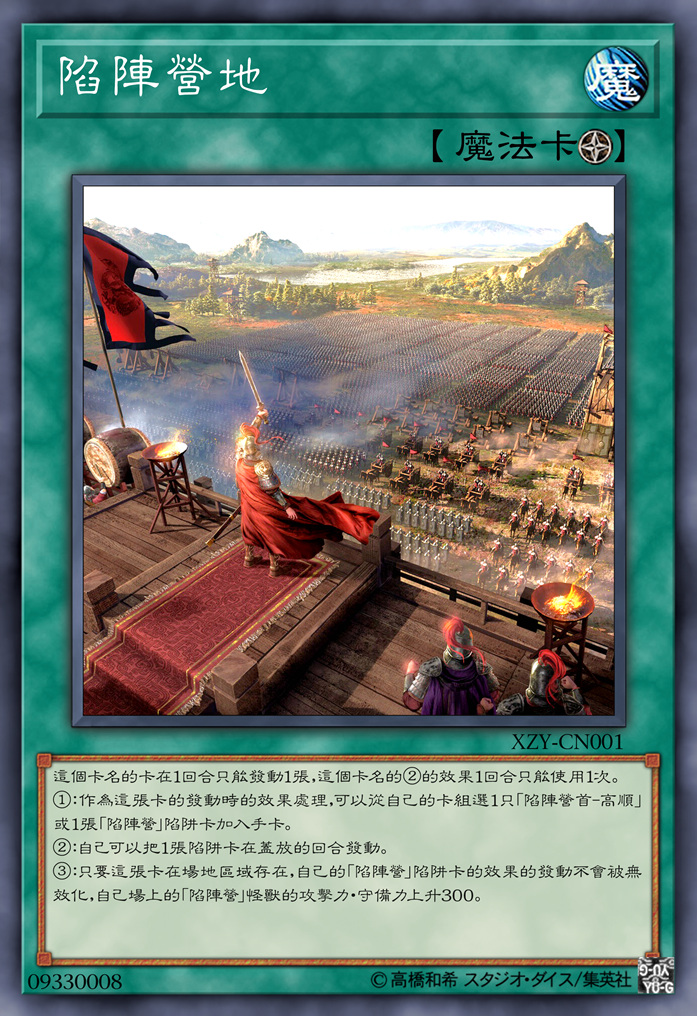 陷陣營地
魔
【魔法卡】
XZY-CN001
這個卡名的卡在1回合只能發動1張,這個卡名的②的效果1回合只能使用1次。
①:作為這張卡的發動時的效果處理,可以從自己的卡組選1只「陷陣營首-高順」
或1張「陷陣營」陷阱卡加入手卡。
②:自己可以把1張陷阱卡在蓋放的回合發動。
③:只要這張卡在場地區域存在,自己的「陷陣營」陷阱卡的效果的發動不會被無
效化,自己場上的「陷陣營」怪獸的攻擊力・守備力上升300。
09330008
©高橋和希 スタジオ・ダイス/集英社
YU-G